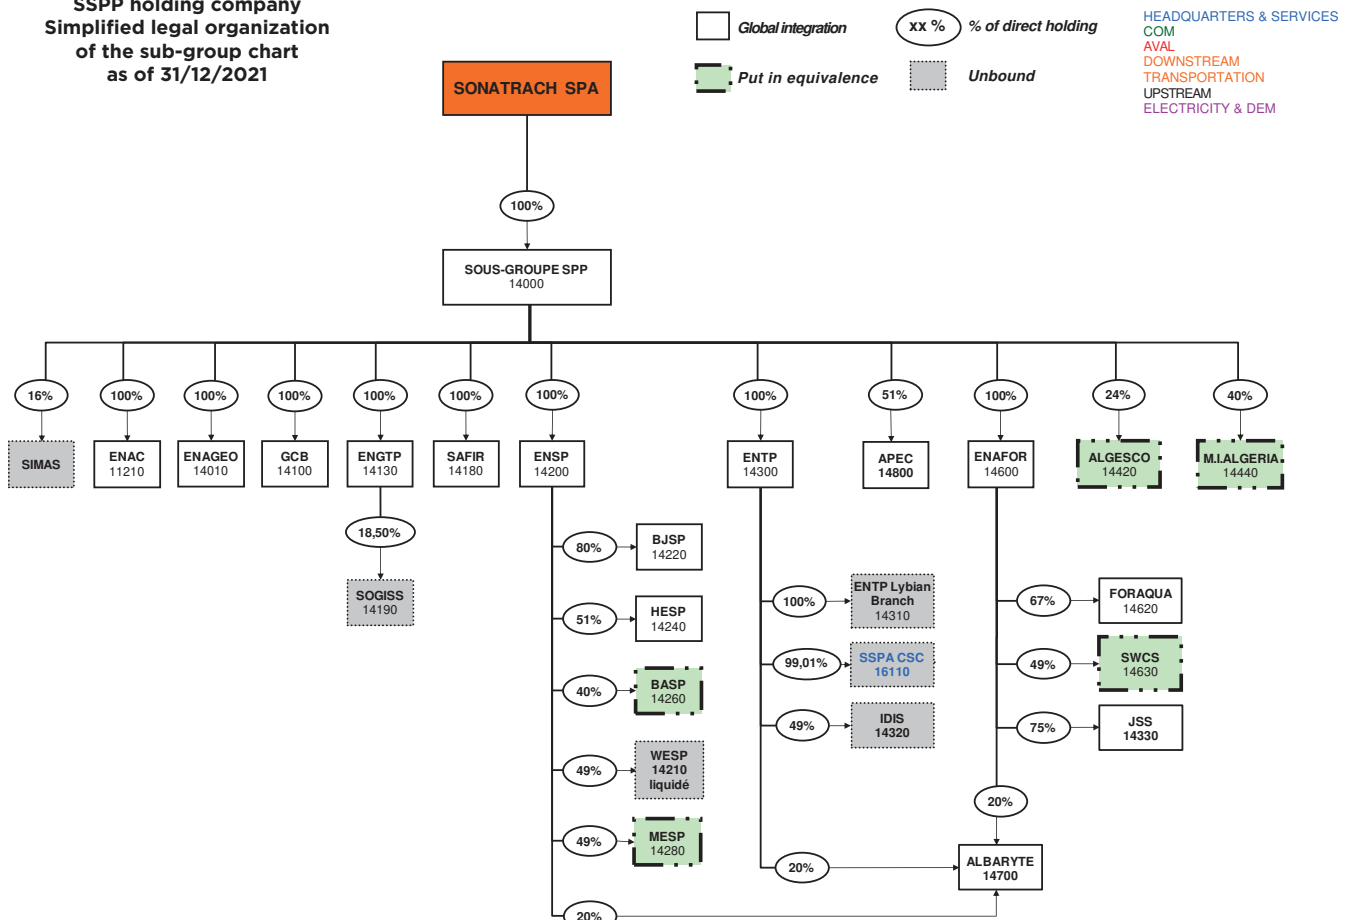 SSPP holding company
Simplified legal organization
of the sub-group chart
as of 31/12/2021
Global integration
xx %
% of direct holding
Put in equivalence
Unbound
HEADQUARTERS & SERVICES
COM
AVAL
DOWNSTREAM
TRANSPORTATION
UPSTREAM
ELECTRICITY & DEM
SONATRACH SPA
100%
SOUS-GROUPE SPP
14000
16%
100%
100%
100%
100%
100%
100%
100%
51%
100%
24%
40%
SIMAS
ENAC
11210
ENAGEO
14010
GCB
14100
ENGTP
14130
SAFIR
14180
ENSP
14200
ENTP
14300
APEC
14800
ENAFOR
14600
ALGESCO
14420
M.I.ALGERIA
14440
18,50%
SOGISS
14190
80%
BJSP
14220
51%
HESP
14240
40%
BASP
14260
49%
WESP
14210
liquidé
49%
MESP
14280
20%
100%
ENTP Lybian
Branch
14310
99,01%
SSPA CSC
16110
49%
IDIS
14320
20%
67%
FORAQUA
14620
49%
SWCS
14630
75%
JSS
14330
20%
ALBARYTE
14700